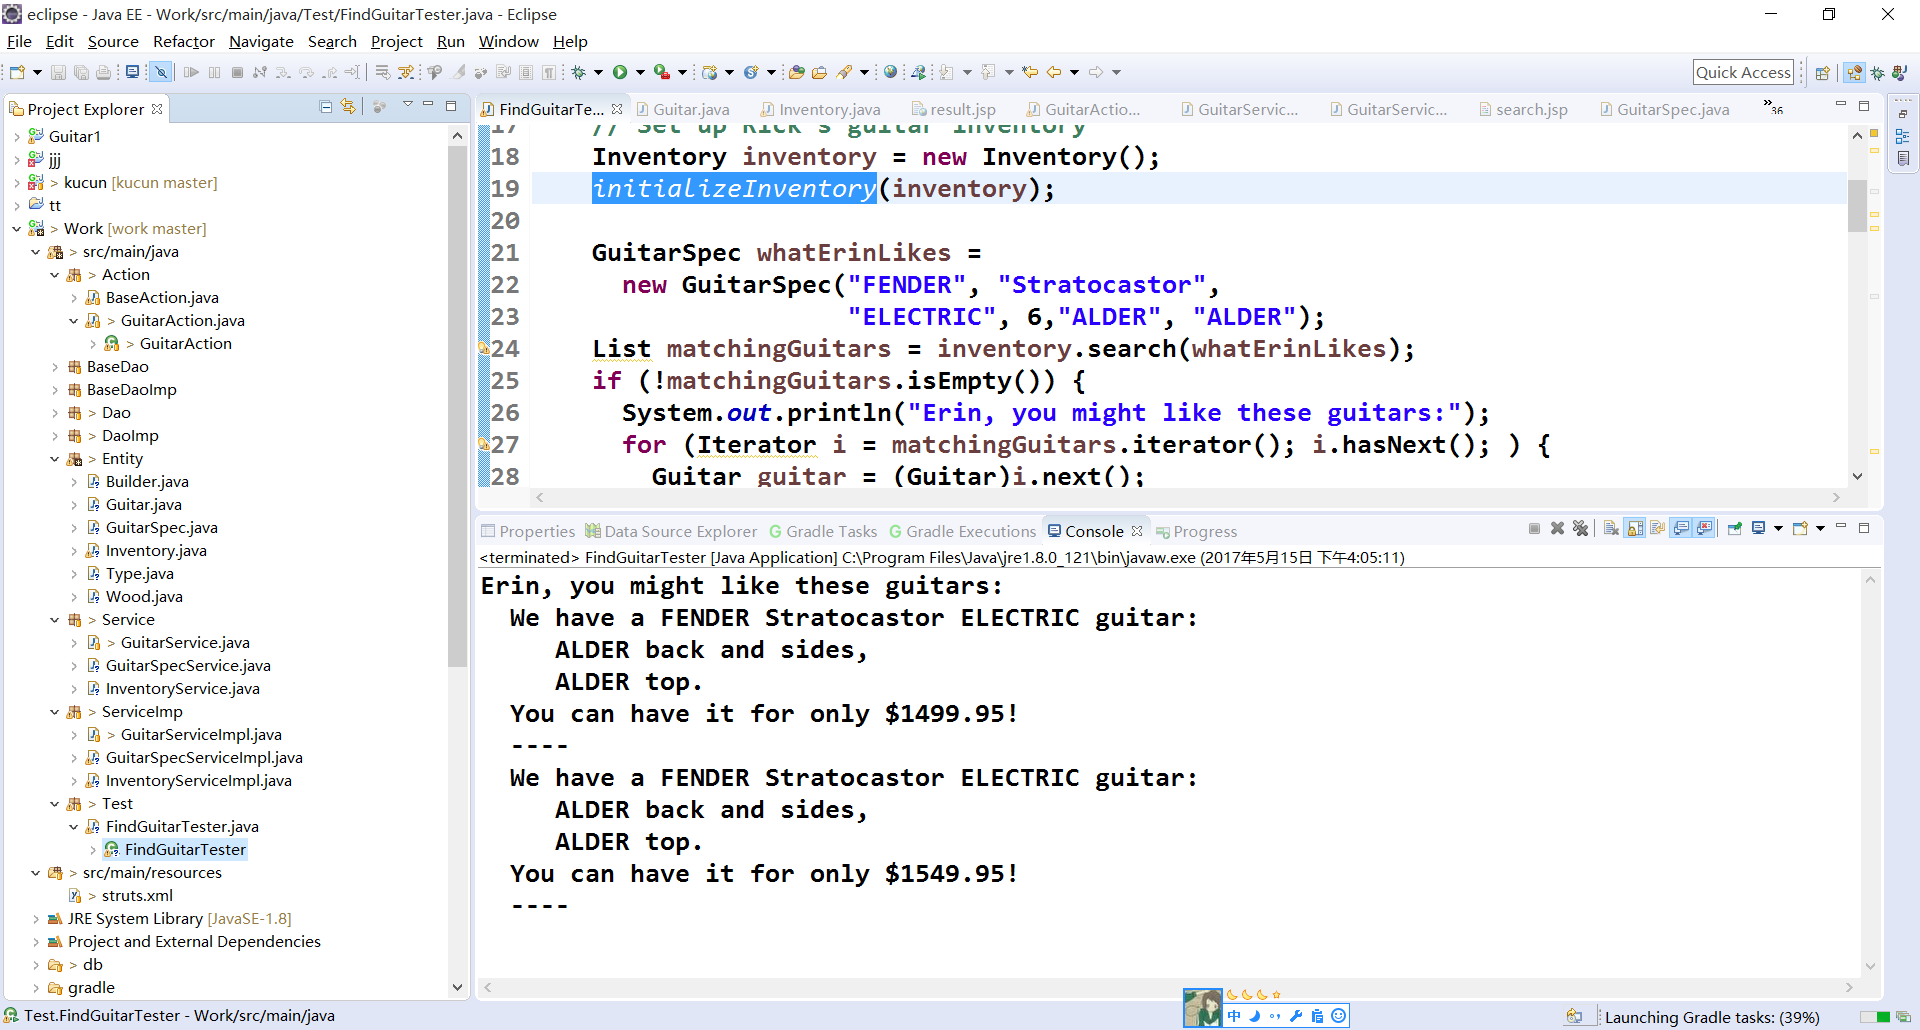 eclipse - Java EE - Work/src/main/java/Test/FindGuitarTester.java - Eclipse
File Edit Source Refactor Navigate Search Project Run Window Help
Quick Access
Project Explorer
Guitar1
jjj
> kucun [kucun master]
tt
> Work [work master]
> src/main/java
> Action
BaseAction.java
> GuitarAction.java
> GuitarAction
BaseDao
BaseDaoImp
> Dao
> DaoImp
> Entity
Builder.java
Guitar.java
GuitarSpec.java
Inventory.java
Type.java
Wood.java
> Service
> GuitarService.java
GuitarSpecService.java
InventoryService.java
> ServiceImp
> GuitarServiceImpl.java
GuitarSpecServiceImpl.java
InventoryServiceImpl.java
> Test
FindGuitarTester.java
FindGuitarTester
> src/main/resources
> struts.xml
JRE System Library [JavaSE-1.8]
Project and External Dependencies
> db
gradle
FindGuitarTe... Guitar.java Inventory.java result.jsp GuitarActio... GuitarServic... GuitarServic... search.jsp GuitarSpec.java »36
17 // Set up Rick's guitar inventory
18 Inventory inventory = new Inventory();
19 initializeInventory(inventory);
20
21 GuitarSpec whatErinLikes =
22 new GuitarSpec("FENDER", "Stratocastor",
23 "ELECTRIC", 6,"ALDER", "ALDER");
24 List matchingGuitars = inventory.search(whatErinLikes);
25 if (!matchingGuitars.isEmpty()) {
26 System.out.println("Erin, you might like these guitars:");
27 for (Iterator i = matchingGuitars.iterator(); i.hasNext(); ) {
28 Guitar guitar = (Guitar)i.next();
Properties Data Source Explorer Gradle Tasks Gradle Executions Console Progress
<terminated> FindGuitarTester [Java Application] C:\Program Files\Java\jre1.8.0_121\bin\javaw.exe (2017年5月15日 下午4:05:11)
Erin, you might like these guitars:
We have a FENDER Stratocastor ELECTRIC guitar:
ALDER back and sides,
ALDER top.
You can have it for only $1499.95!
----
We have a FENDER Stratocastor ELECTRIC guitar:
ALDER back and sides,
ALDER top.
You can have it for only $1549.95!
----
中
Test.FindGuitarTester - Work/src/main/java
Launching Gradle tasks: (39%)